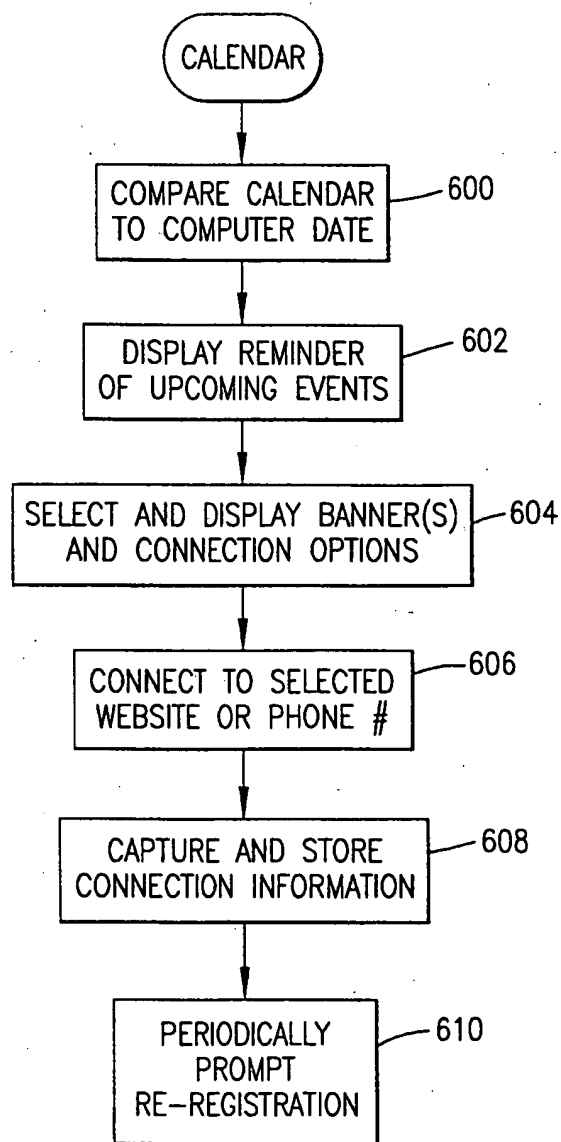 CALENDAR
COMPARE CALENDAR
TO COMPUTER DATE
600
DISPLAY REMINDER
OF UPCOMING EVENTS
602
SELECT AND DISPLAY BANNER(S)
AND CONNECTION OPTIONS
604
CONNECT TO SELECTED
WEBSITE OR PHONE #
606
CAPTURE AND STORE
CONNECTION INFORMATION
608
PERIODICALLY
PROMPT
RE-REGISTRATION
610